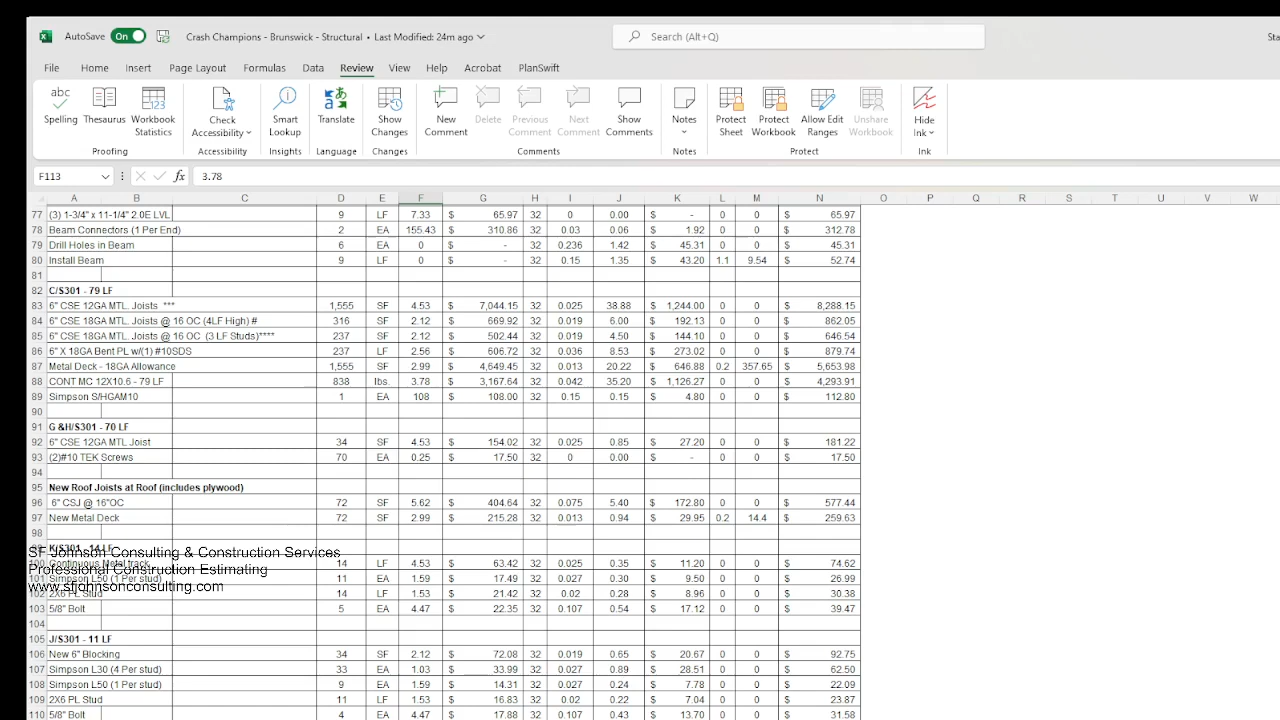 AutoSave On Crash Champions - Brunswick - Structural • Last Modified: 24m ago Search (Alt+Q) Sta
File Home Insert Page Layout Formulas Data Review View Help Acrobat PlanSwift
Spelling Thesaurus Workbook Statistics Check Accessibility Smart Lookup Translate Show Changes New Comment Delete Previous Comment Next Comment Show Comments Notes Protect Sheet Protect Workbook Allow Edit Ranges Unshare Workbook Hide Ink
Proofing Accessibility Insights Language Changes Comments Notes Protect Ink
F113 fx 3.78
A B C D E F G H I J K L M N O P Q R S T U V W
77 (3) 1-3/4" x 11-1/4" 2.0E LVL 9 LF 7.33 $ 65.97 32 0 0.00 $ - 0 0 $ 65.97
78 Beam Connectors (1 Per End) 2 EA 155.43 $ 310.86 32 0.03 0.06 $ 1.92 0 0 $ 312.78
79 Drill Holes in Beam 6 EA 0 $ - 32 0.236 1.42 $ 45.31 0 0 $ 45.31
80 Install Beam 9 LF 0 $ - 32 0.15 1.35 $ 43.20 1.1 9.54 $ 52.74
81
82 C/S301 - 79 LF
83 6" CSE 12GA MTL. Joists *** 1,555 SF 4.53 $ 7,044.15 32 0.025 38.88 $ 1,244.00 0 0 $ 8,288.15
84 6" CSE 18GA MTL. Joists @ 16 OC (4LF High) # 316 SF 2.12 $ 669.92 32 0.019 6.00 $ 192.13 0 0 $ 862.05
85 6" CSE 18GA MTL. Joists @ 16 OC (3 LF Studs)**** 237 SF 2.12 $ 502.44 32 0.019 4.50 $ 144.10 0 0 $ 646.54
86 6" X 18GA Bent PL w/(1) #10SDS 237 LF 2.56 $ 606.72 32 0.036 8.53 $ 273.02 0 0 $ 879.74
87 Metal Deck - 18GA Allowance 1,555 SF 2.99 $ 4,649.45 32 0.013 20.22 $ 646.88 0.2 357.65 $ 5,653.98
88 CONT MC 12X10.6 - 79 LF 838 lbs. 3.78 $ 3,167.64 32 0.042 35.20 $ 1,126.27 0 0 $ 4,293.91
89 Simpson S/HGAM10 1 EA 108 $ 108.00 32 0.15 0.15 $ 4.80 0 0 $ 112.80
90
91 G &H/S301 - 70 LF
92 6" CSE 12GA MTL Joist 34 SF 4.53 $ 154.02 32 0.025 0.85 $ 27.20 0 0 $ 181.22
93 (2)#10 TEK Screws 70 EA 0.25 $ 17.50 32 0 0.00 $ - 0 0 $ 17.50
94
95 New Roof Joists at Roof (includes plywood)
96 6" CSJ @ 16"OC 72 SF 5.62 $ 404.64 32 0.075 5.40 $ 172.80 0 0 $ 577.44
97 New Metal Deck 72 SF 2.99 $ 215.28 32 0.013 0.94 $ 29.95 0.2 14.4 $ 259.63
98
99 K/S301 - 14 LF
SF Johnson Consulting & Construction Services
100 Continuous Metal track 14 LF 4.53 $ 63.42 32 0.025 0.35 $ 11.20 0 0 $ 74.62
Professional Construction Estimating
101 Simpson L50 (1 Per stud) 11 EA 1.59 $ 17.49 32 0.027 0.30 $ 9.50 0 0 $ 26.99
www.sfjohnsonconsulting.com
102 2X6 PL Stud 14 LF 1.53 $ 21.42 32 0.02 0.28 $ 8.96 0 0 $ 30.38
103 5/8" Bolt 5 EA 4.47 $ 22.35 32 0.107 0.54 $ 17.12 0 0 $ 39.47
104
105 J/S301 - 11 LF
106 New 6" Blocking 34 SF 2.12 $ 72.08 32 0.019 0.65 $ 20.67 0 0 $ 92.75
107 Simpson L30 (4 Per stud) 33 EA 1.03 $ 33.99 32 0.027 0.89 $ 28.51 0 0 $ 62.50
108 Simpson L50 (1 Per stud) 9 EA 1.59 $ 14.31 32 0.027 0.24 $ 7.78 0 0 $ 22.09
109 2X6 PL Stud 11 LF 1.53 $ 16.83 32 0.02 0.22 $ 7.04 0 0 $ 23.87
110 5/8" Bolt 4 EA 4.47 $ 17.88 32 0.107 0.43 $ 13.70 0 0 $ 31.58